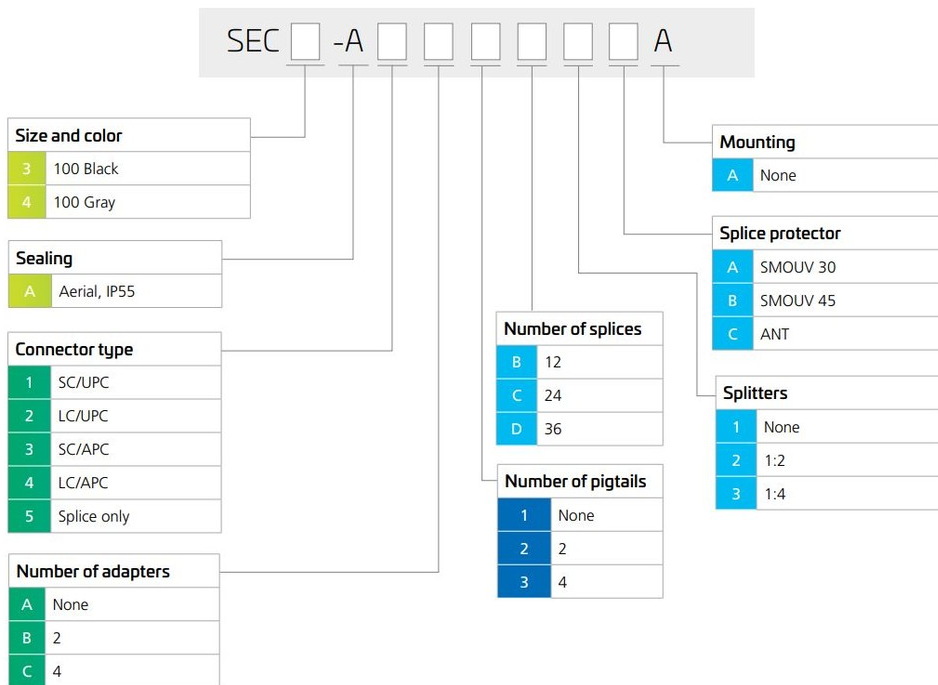 SEC -A A
Size and color
3 100 Black
4 100 Gray
Sealing
A Aerial, IP55
Connector type
1 SC/UPC
2 LC/UPC
3 SC/APC
4 LC/APC
5 Splice only
Number of adapters
A None
B 2
C 4
Number of splices
B 12
C 24
D 36
Number of pigtails
1 None
2 2
3 4
Mounting
A None
Splice protector
A SMOUV 30
B SMOUV 45
C ANT
Splitters
1 None
2 1:2
3 1:4